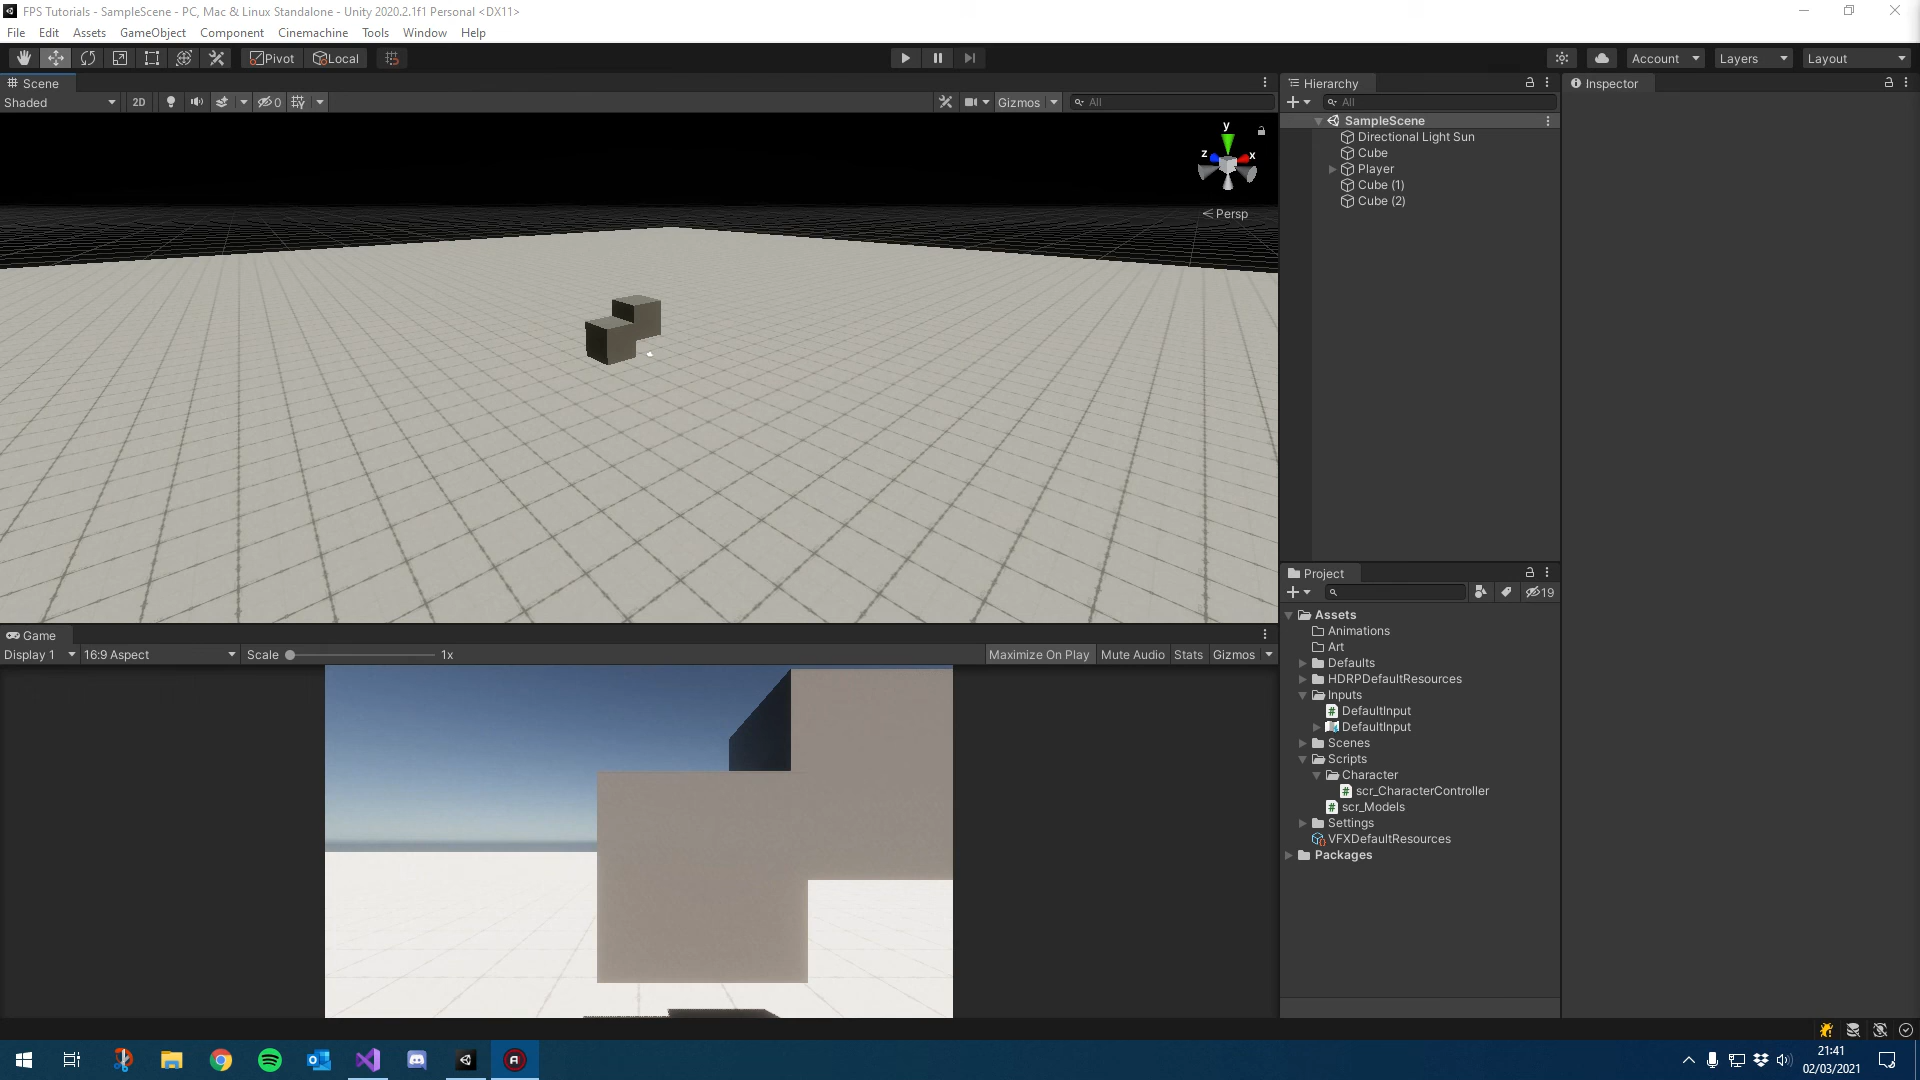 FPS Tutorials - SampleScene - PC, Mac & Linux Standalone - Unity 2020.2.1f1 Personal <DX11>
File Edit Assets GameObject Component Cinemachine Tools Window Help
Pivot Local Account Layers Layout
Scene
Shaded 2D 0 Gizmos All
y
z x
Persp
Hierarchy
All
SampleScene
Directional Light Sun
Cube
Player
Cube (1)
Cube (2)
Inspector
Game
Display 1 16:9 Aspect Scale 1x Maximize On Play Mute Audio Stats Gizmos
Project
19
Assets
Animations
Art
Defaults
HDRPDefaultResources
Inputs
DefaultInput
DefaultInput
Scenes
Scripts
Character
scr_CharacterController
scr_Models
Settings
VFXDefaultResources
Packages
21:41
02/03/2021